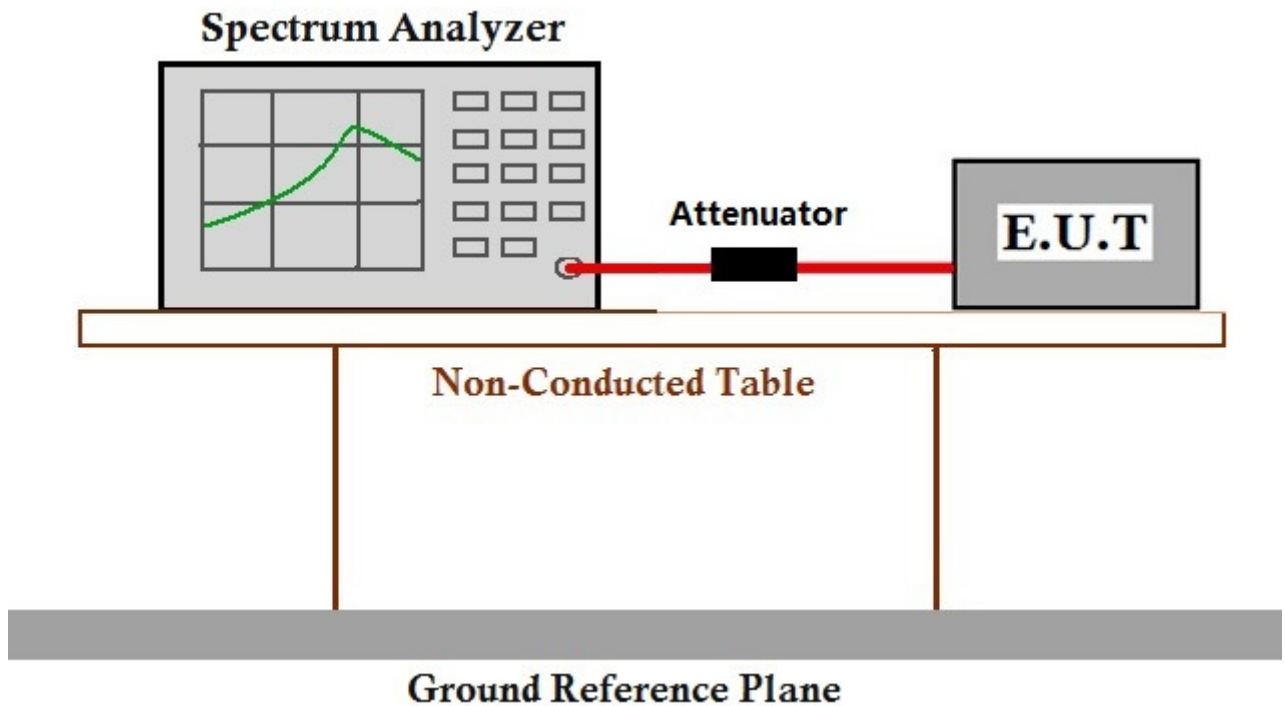 Spectrum Analyzer
Attenuator
E.U.T
Non-Conducted Table
Ground Reference Plane